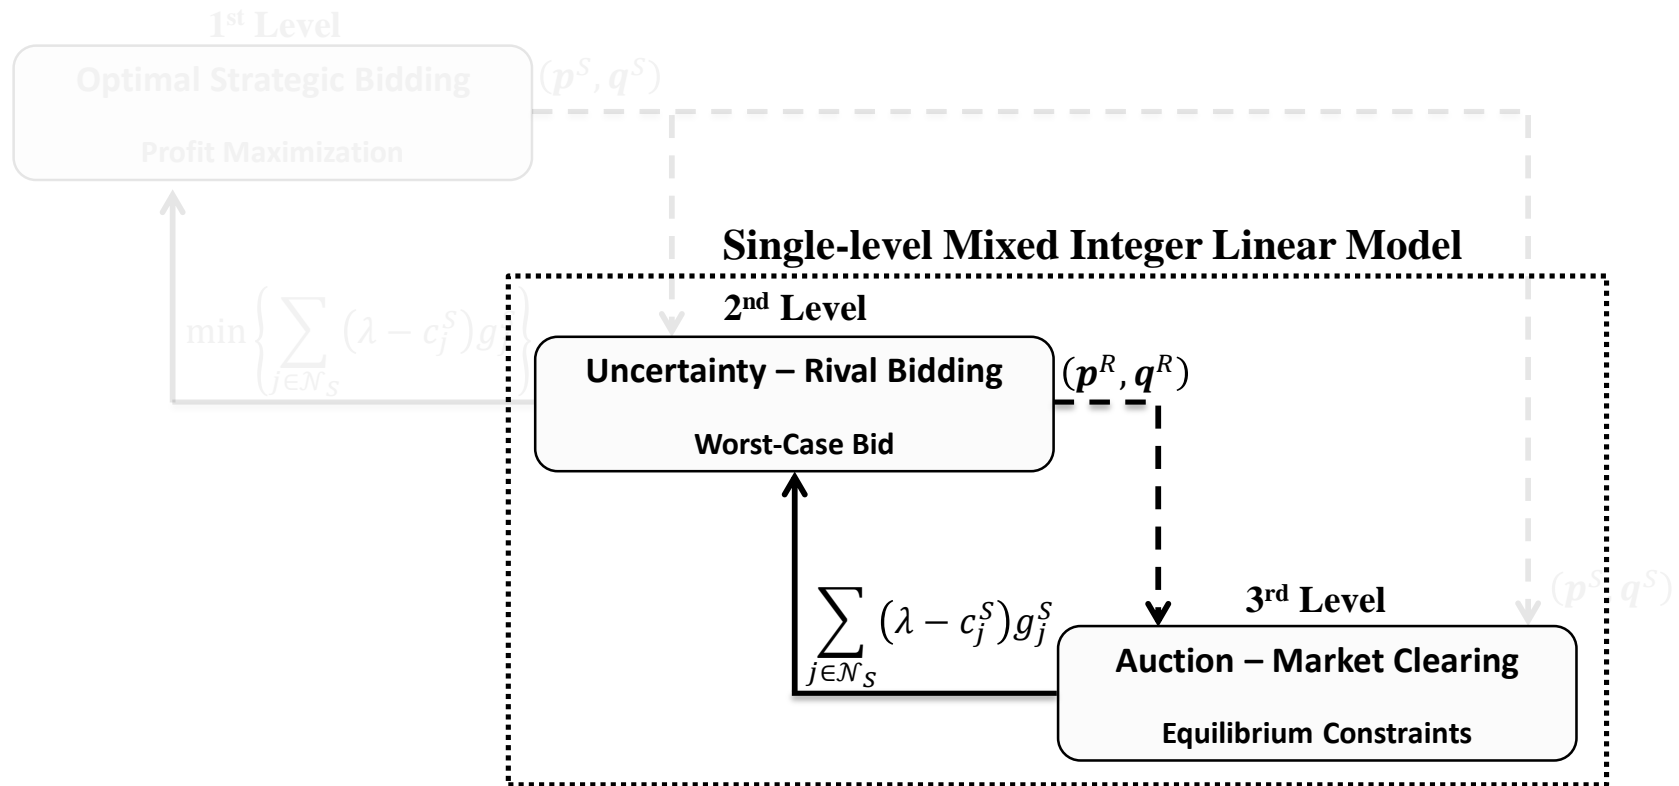 1st Level
Optimal Strategic Bidding
Profit Maximization
(p^S, q^S)
Single-level Mixed Integer Linear Model
min{∑_{j∈𝒩_S} (λ − c_j^S)g_j^S}
2nd Level
Uncertainty – Rival Bidding
Worst-Case Bid
(p^R, q^R)
∑_{j∈𝒩_S} (λ − c_j^S)g_j^S
(p^S, q^S)
3rd Level
Auction – Market Clearing
Equilibrium Constraints